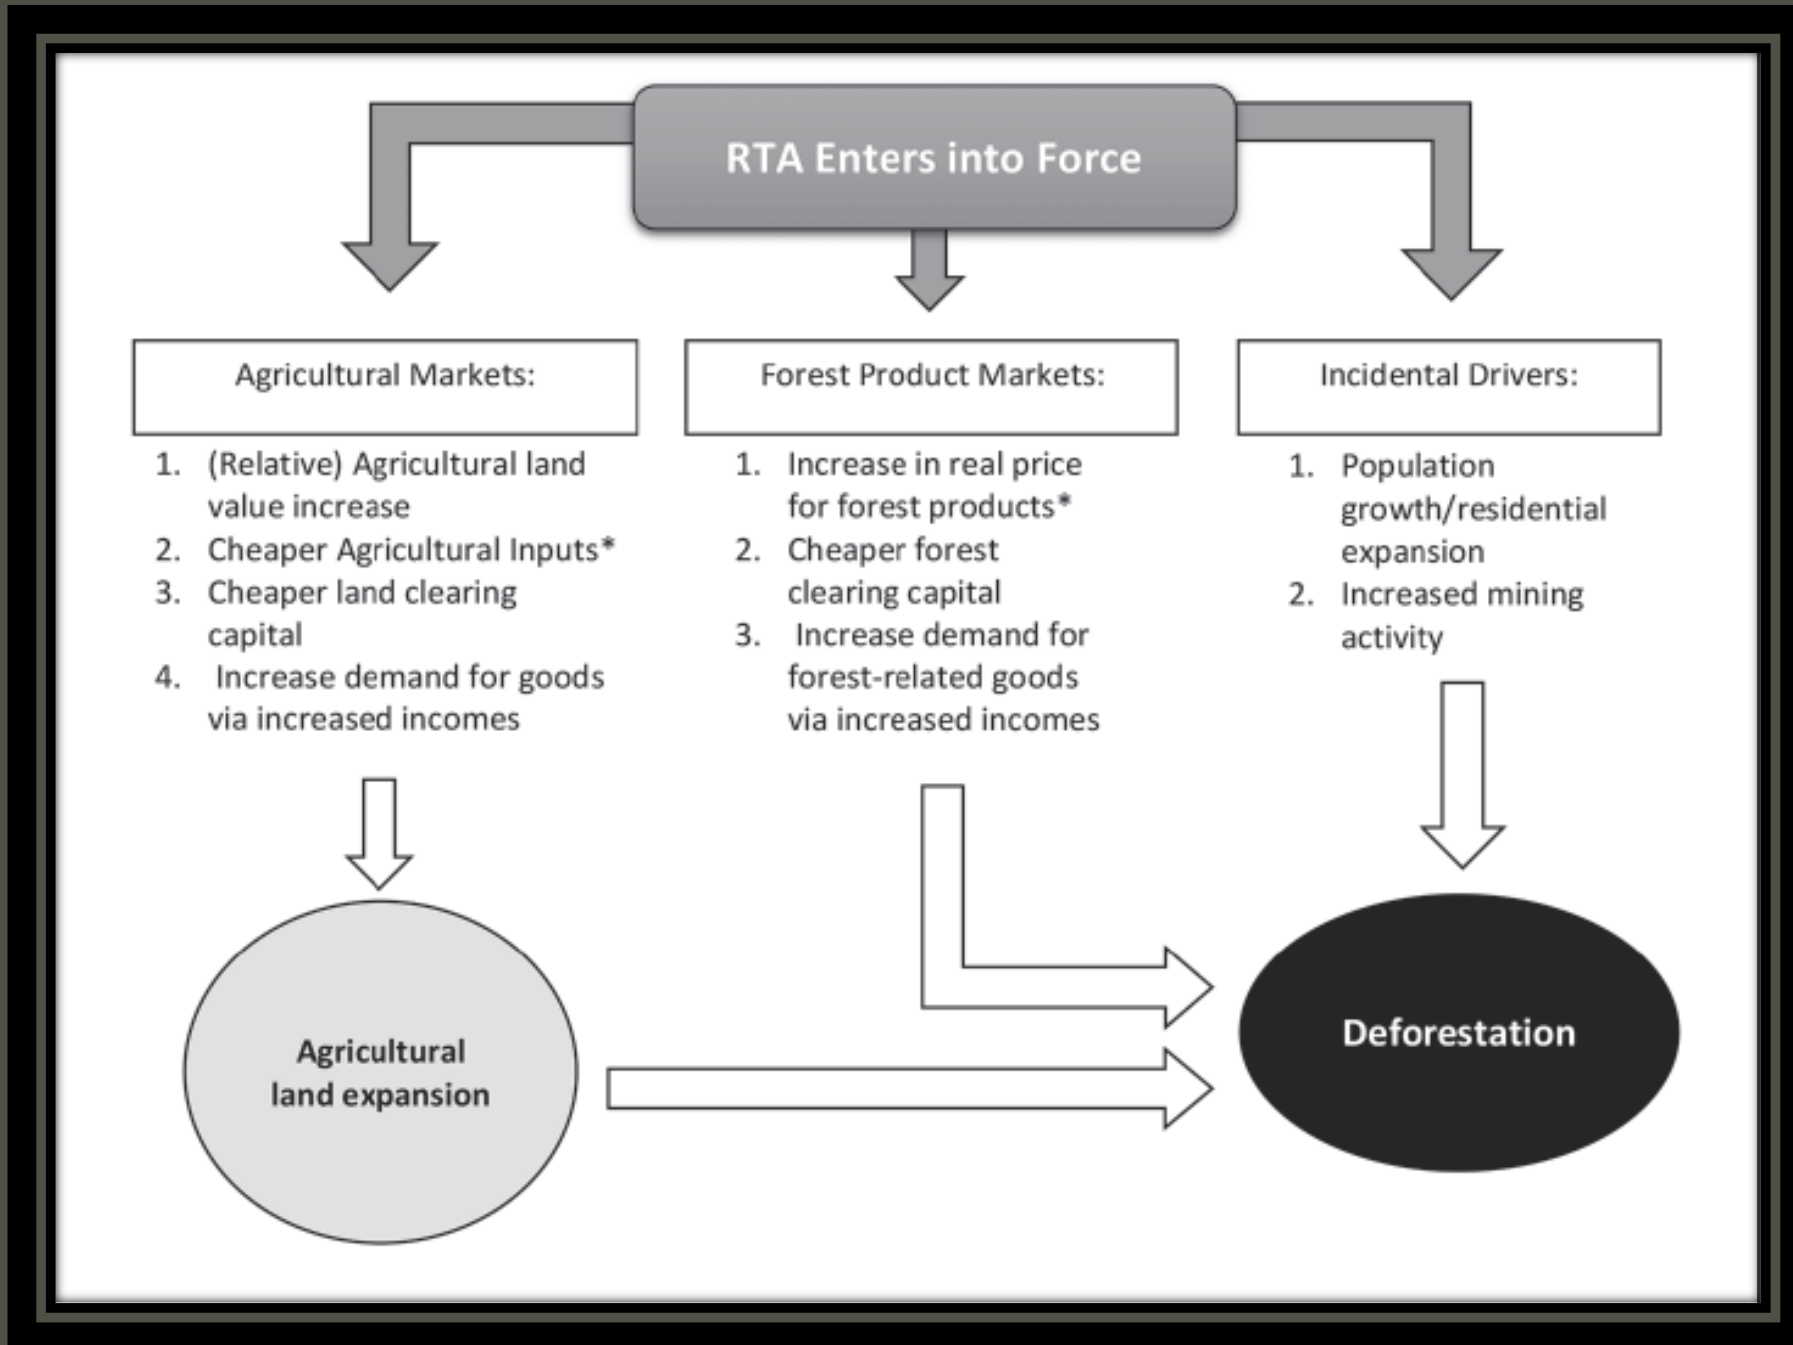 RTA Enters into Force
Agricultural Markets:
1. (Relative) Agricultural land
value increase
2. Cheaper Agricultural Inputs*
3. Cheaper land clearing
capital
4. Increase demand for goods
via increased incomes
Forest Product Markets:
1. Increase in real price
for forest products*
2. Cheaper forest
clearing capital
3. Increase demand for
forest-related goods
via increased incomes
Incidental Drivers:
1. Population
growth/residential
expansion
2. Increased mining
activity
Agricultural
land expansion
Deforestation